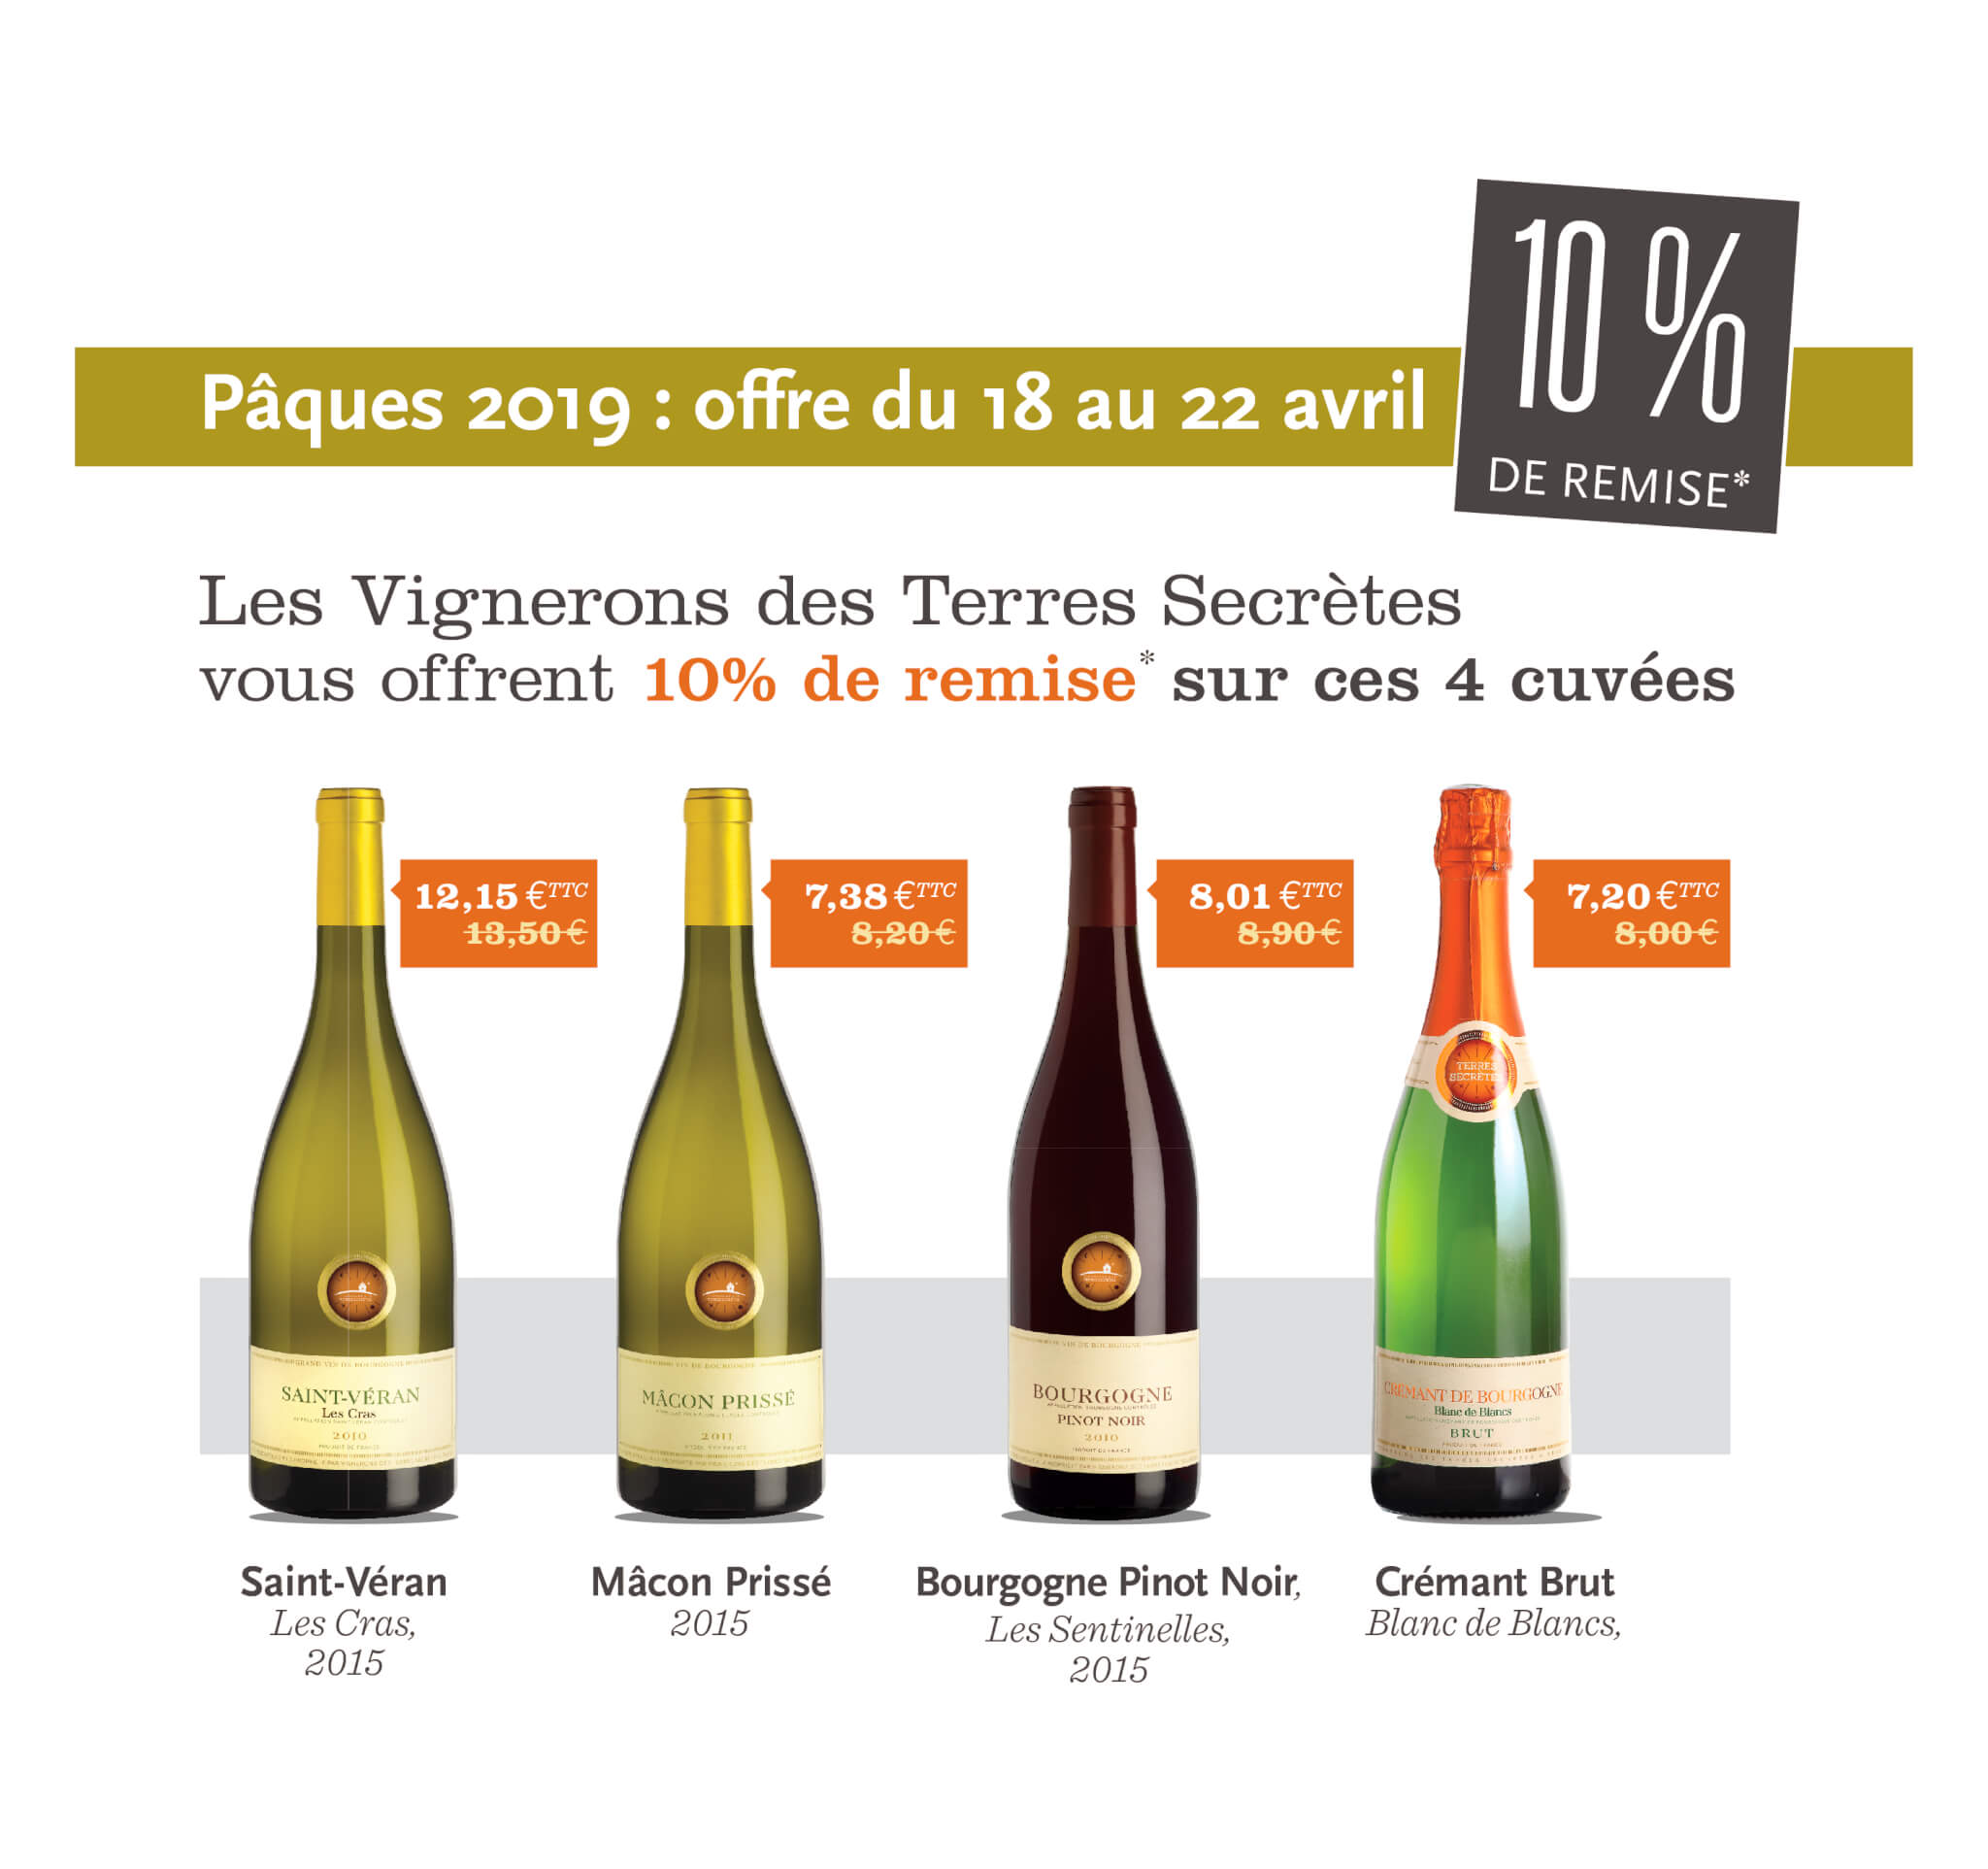 10 %
DE REMISE*
Pâques 2019 : offre du 18 au 22 avril
Les Vignerons des Terres Secrètes
vous offrent 10% de remise* sur ces 4 cuvées
12,15 € TTC
13,50 €
7,38 € TTC
8,20 €
8,01 € TTC
8,90 €
7,20 € TTC
8,00 €
TERRES
SECRÈTES
SAINT-VÉRAN
Les Cras
2010
MÂCON PRISSÉ
2011
BOURGOGNE
PINOT NOIR
2010
CRÉMANT DE BOURGOGNE
Blanc de Blancs
BRUT
Saint-Véran
Les Cras,
2015
Mâcon Prissé
2015
Bourgogne Pinot Noir,
Les Sentinelles,
2015
Crémant Brut
Blanc de Blancs,